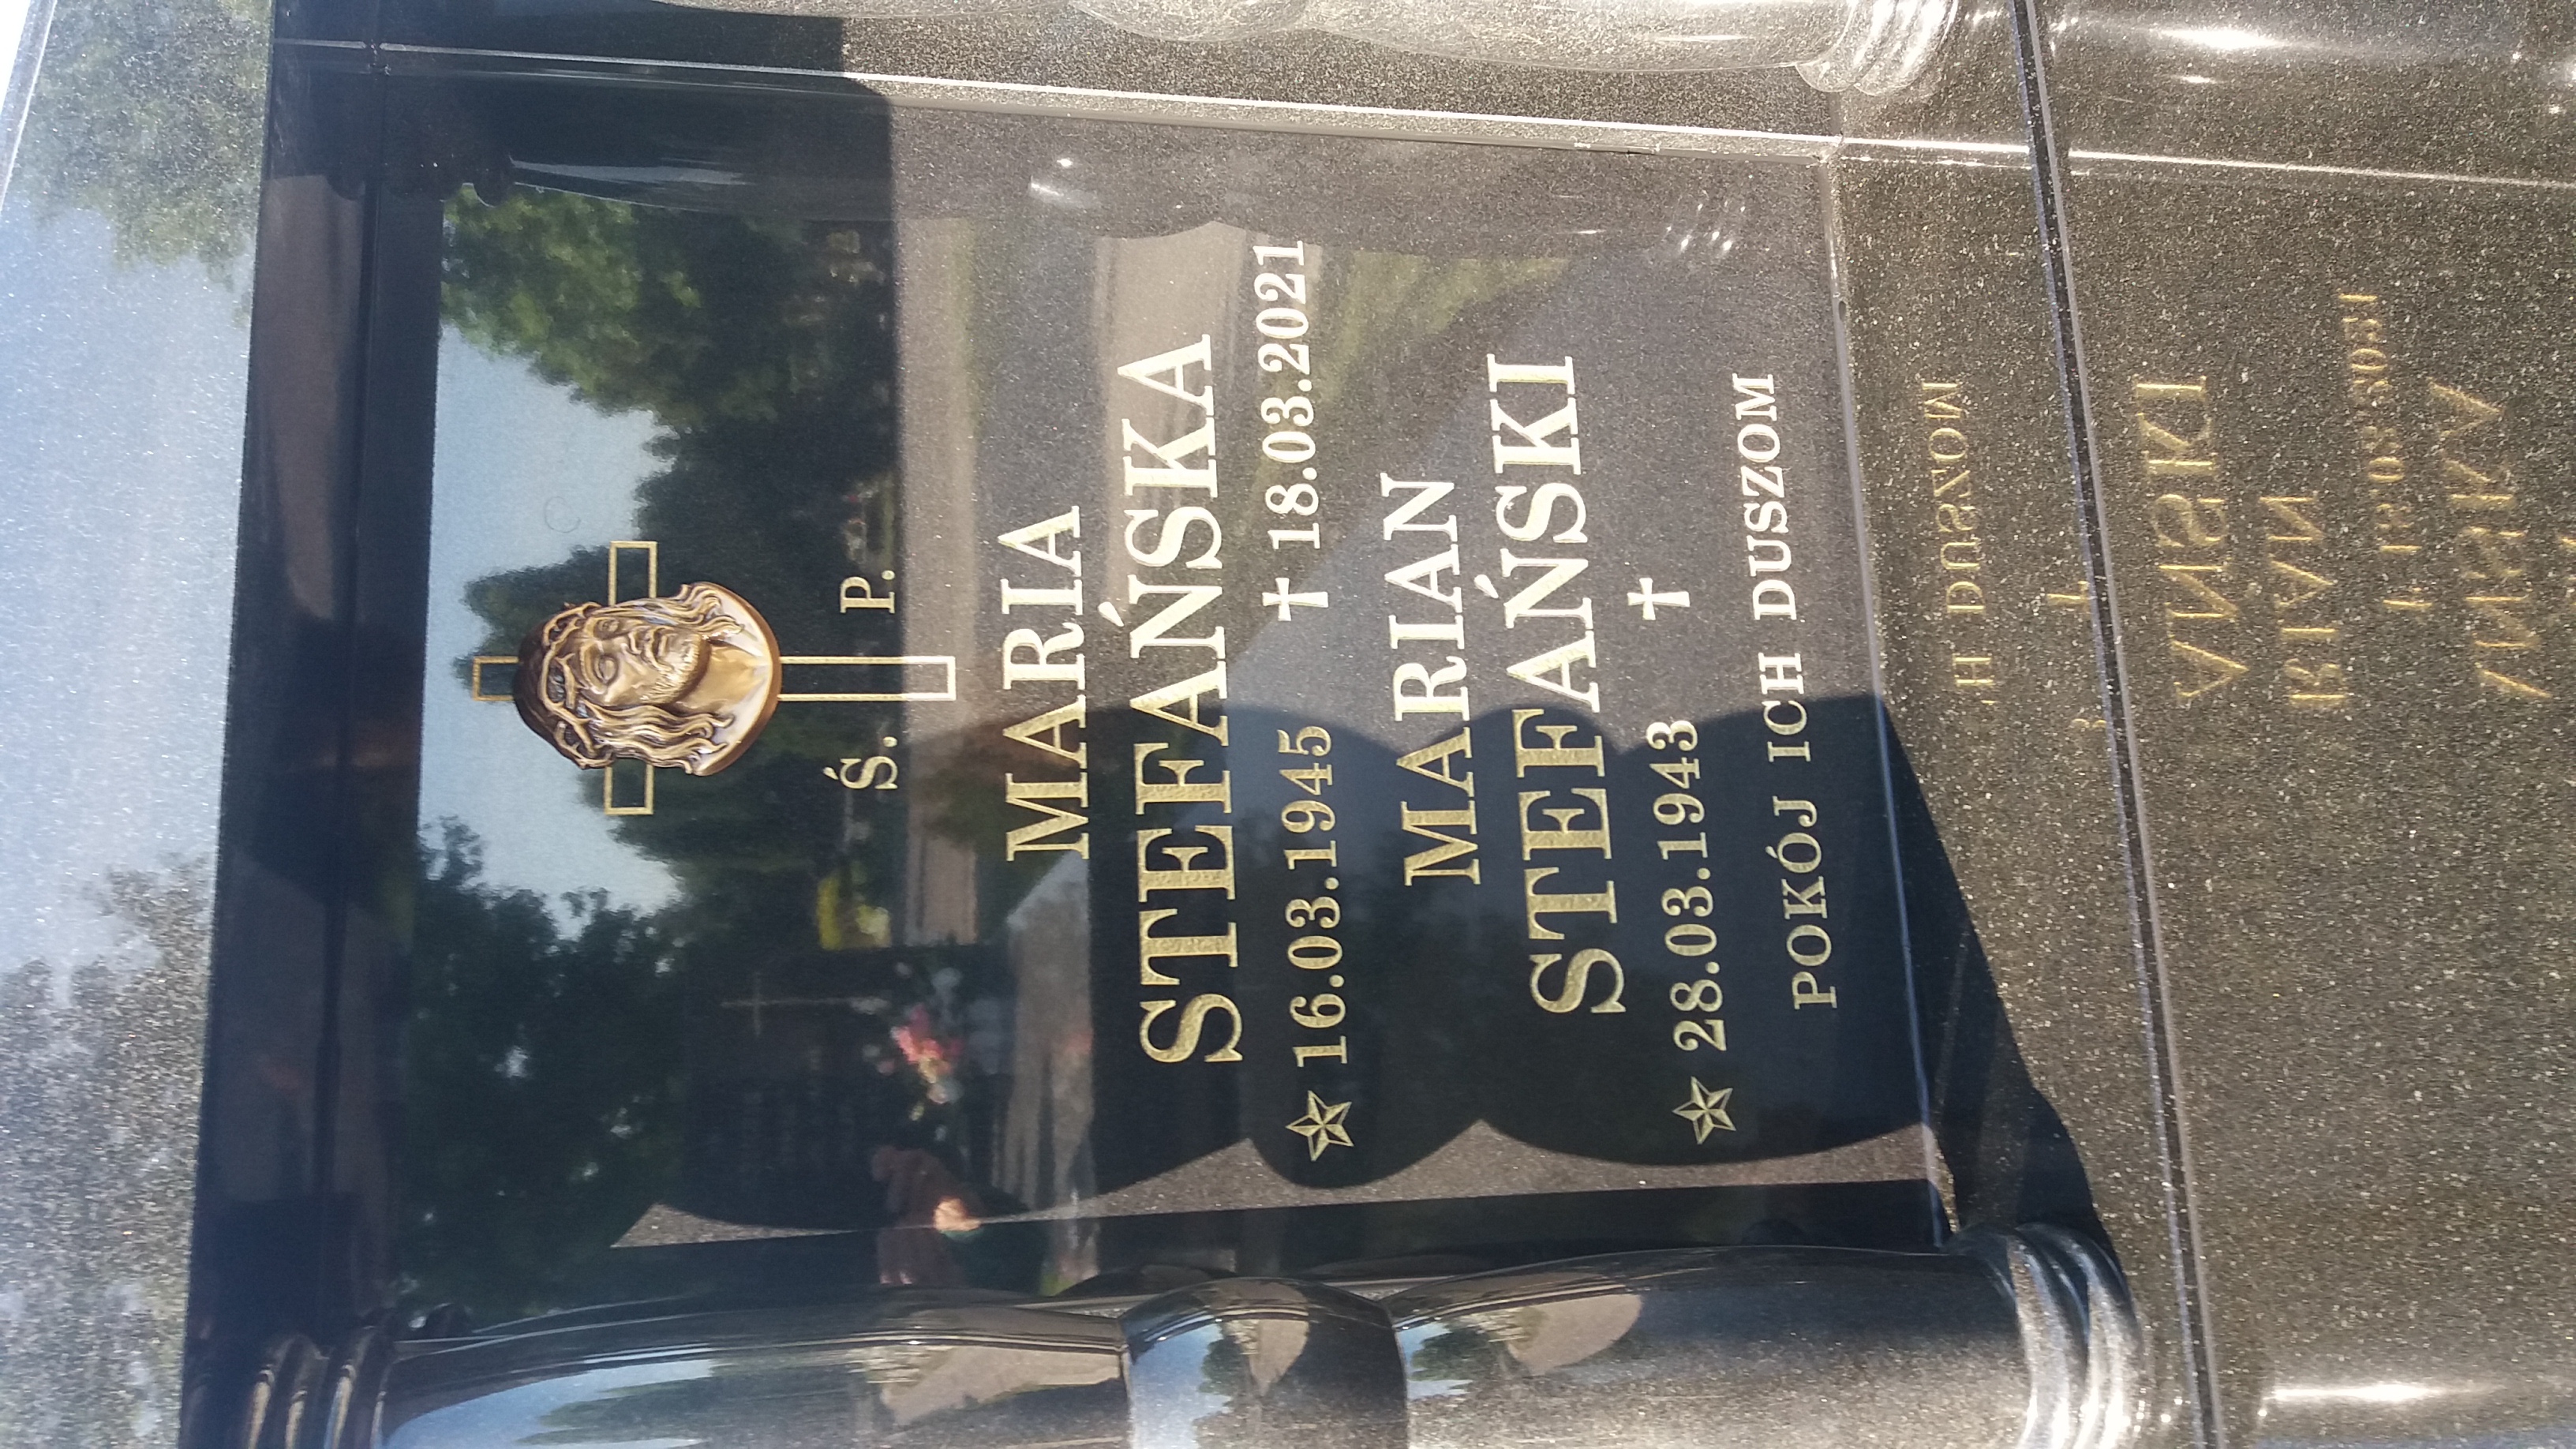 Ś. P.
MARIA
STEFAŃSKA
16.03.1945 18.03.2021
MARIAN
STEFAŃSKI
28.03.1943
POKÓJ ICH DUSZOM